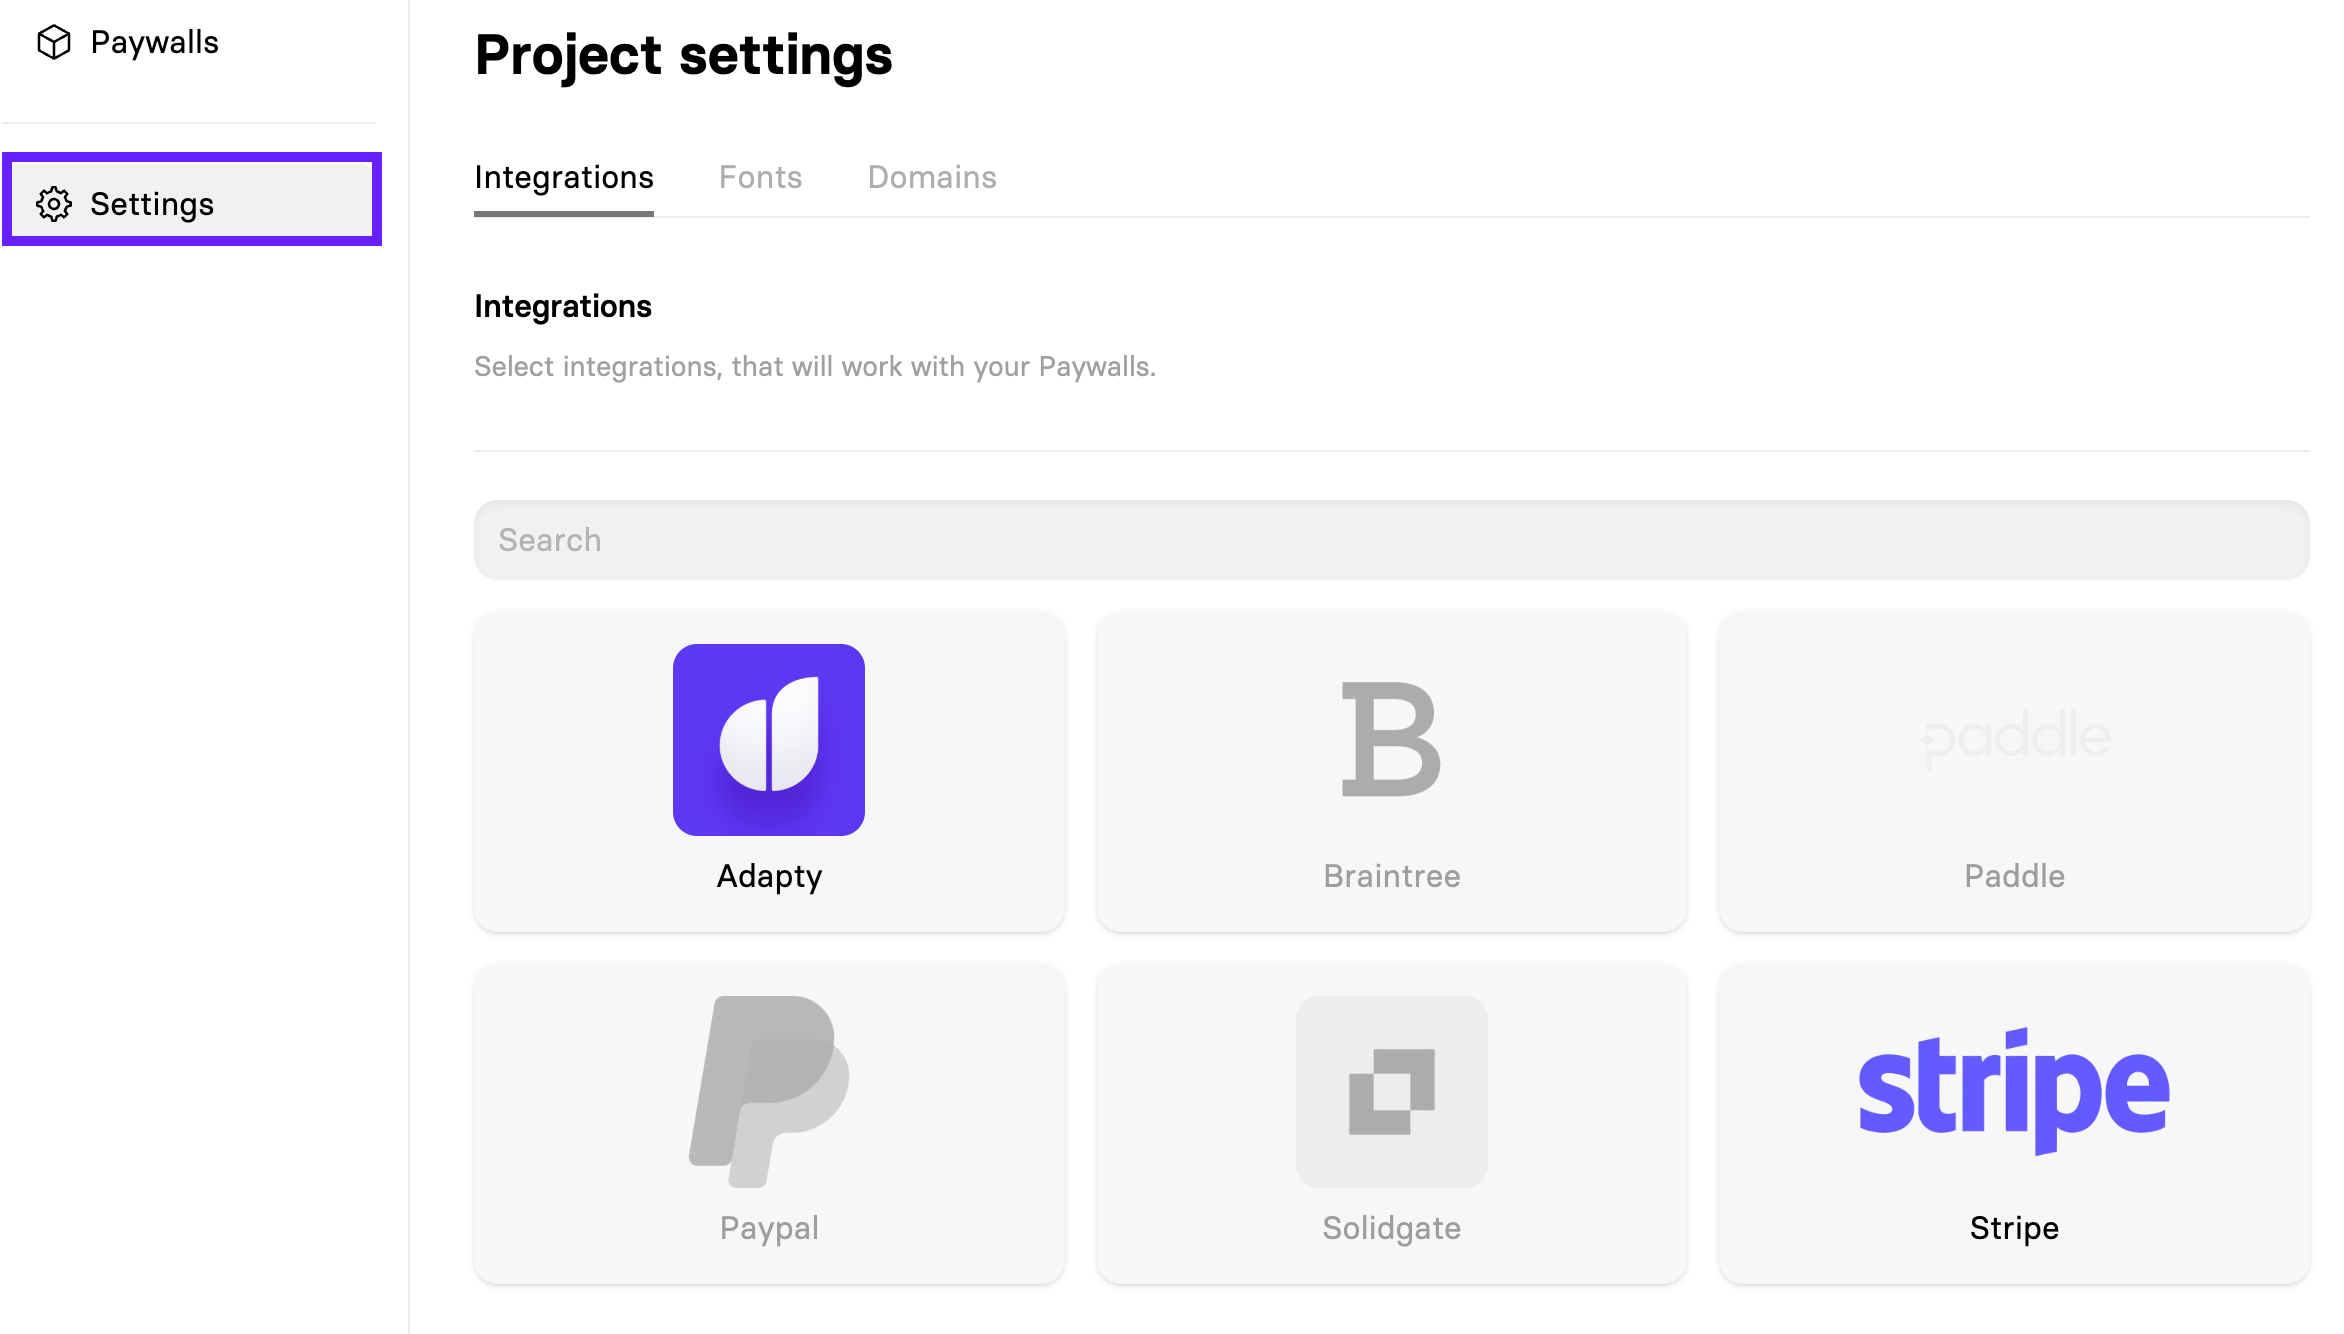 Paywalls
Settings
Project settings
Integrations
Fonts
Domains
Integrations
Select integrations, that will work with your Paywalls.
Search
Adapty
B
Braintree
paddle
Paddle
Paypal
Solidgate
stripe
Stripe